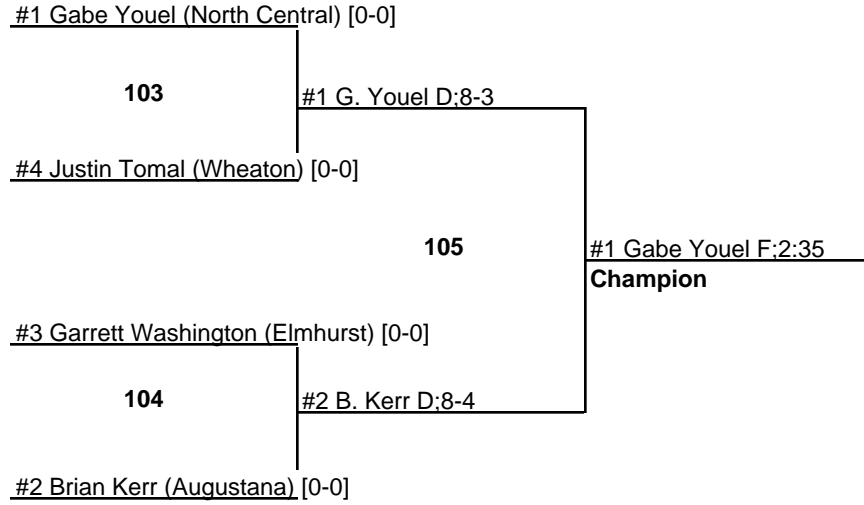 #1 Gabe Youel (North Central) [0-0]
103
#1 G. Youel D;8-3
#4 Justin Tomal (Wheaton) [0-0]
105
#1 Gabe Youel F;2:35
Champion
#3 Garrett Washington (Elmhurst) [0-0]
104
#2 B. Kerr D;8-4
#2 Brian Kerr (Augustana) [0-0]